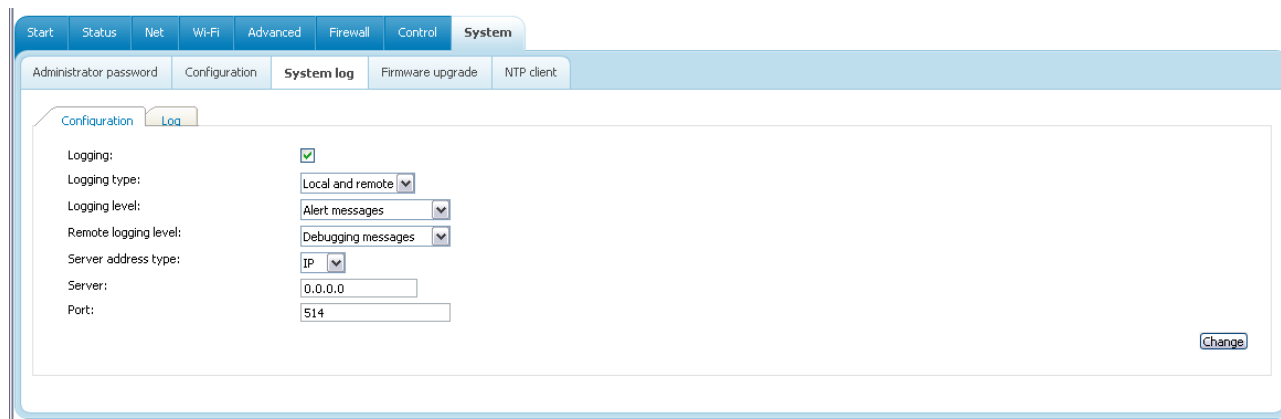 Start Status Net Wi-Fi Advanced Firewall Control System
Administrator password Configuration System log Firmware upgrade NTP client
Configuration Log
Logging:
Logging type: Local and remote
Logging level: Alert messages
Remote logging level: Debugging messages
Server address type: IP
Server: 0.0.0.0
Port: 514
Change